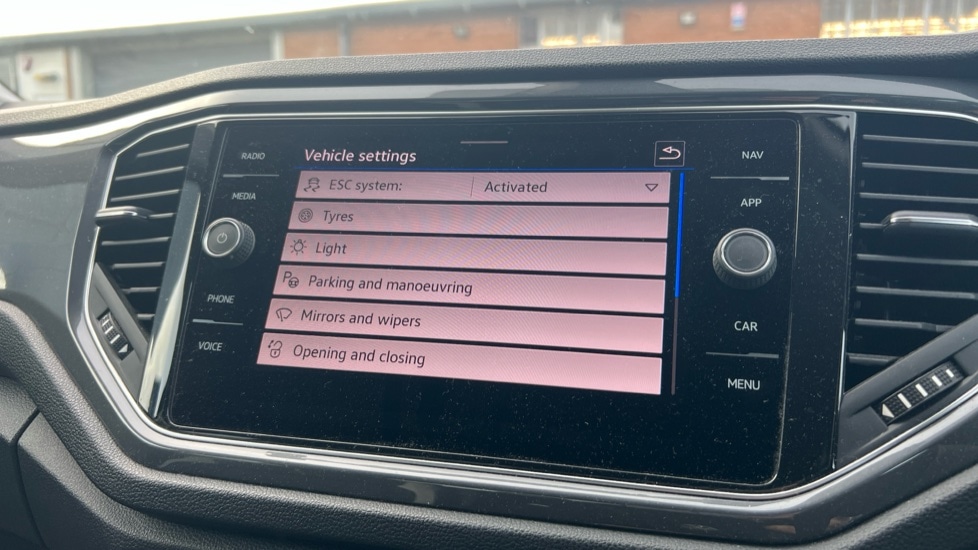 RADIO
MEDIA
PHONE
VOICE
Vehicle settings
ESC system: Activated
Tyres
Light
Parking and manoeuvring
Mirrors and wipers
Opening and closing
NAV
APP
CAR
MENU